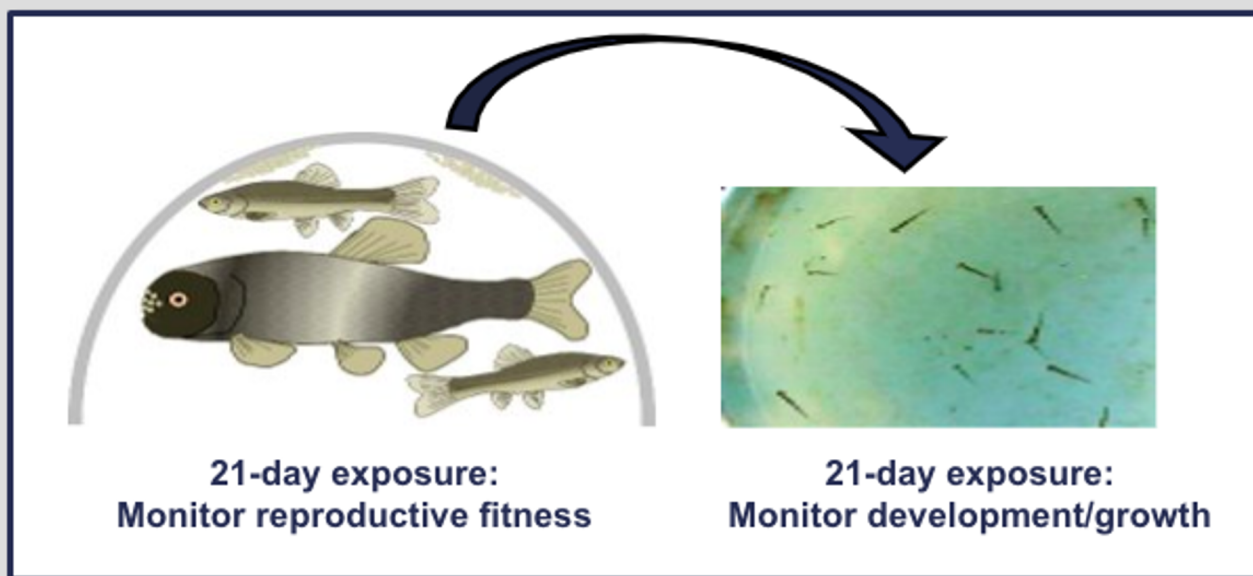 21-day exposure:
Monitor reproductive fitness
21-day exposure:
Monitor development/growth